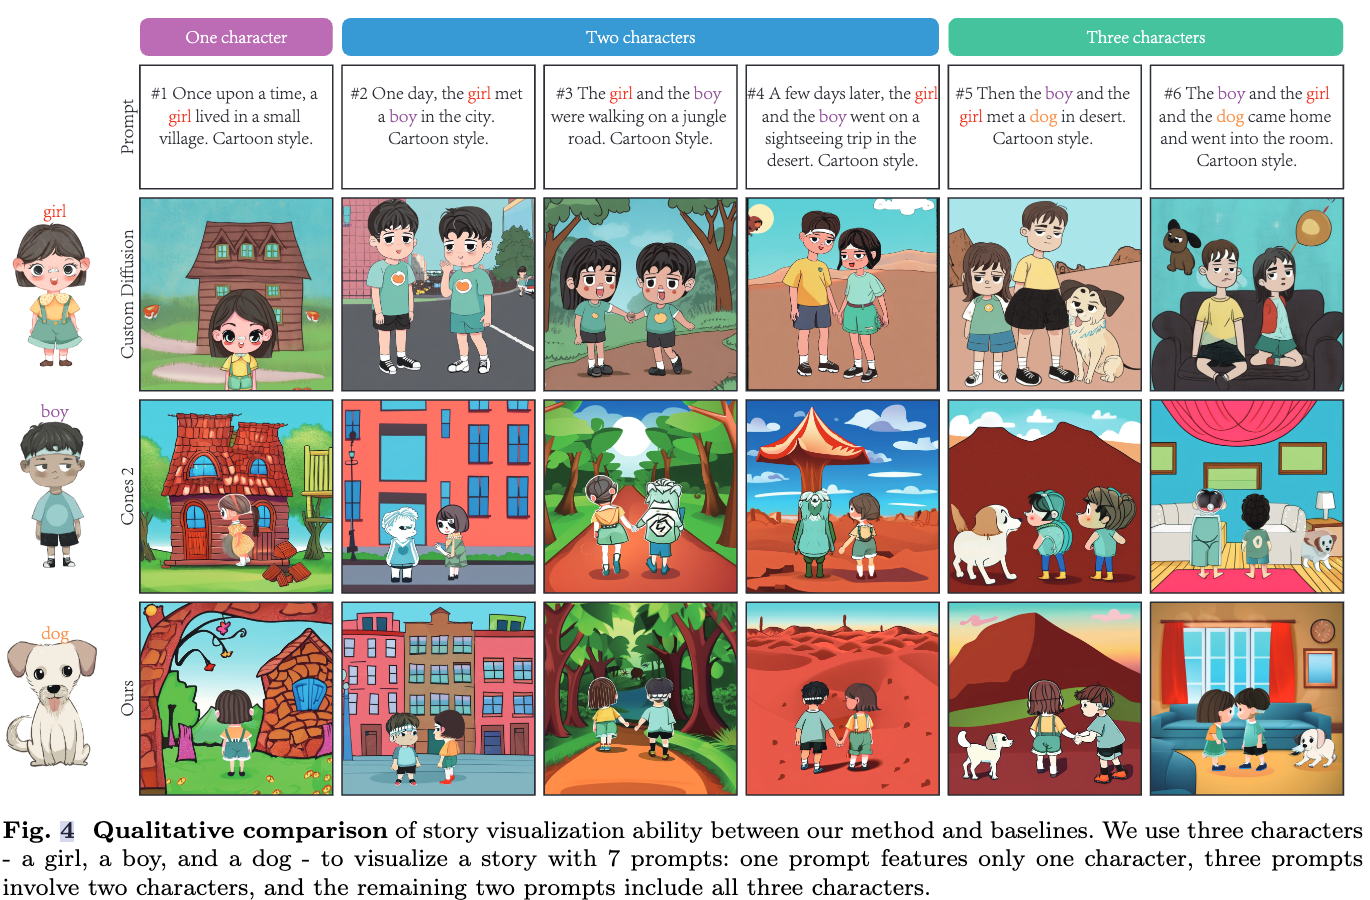 One character
Two characters
Three characters
Prompt
#1 Once upon a time, a
girl lived in a small
village. Cartoon style.
#2 One day, the girl met
a boy in the city.
Cartoon style.
#3 The girl and the boy
were walking on a jungle
road. Cartoon Style.
#4 A few days later, the girl
and the boy went on a
sightseeing trip in the
desert. Cartoon style.
#5 Then the boy and the
girl met a dog in desert.
Cartoon style.
#6 The boy and the girl
and the dog came home
and went into the room.
Cartoon style.
girl
Custom Diffusion
boy
Cones 2
dog
Ours
Fig. 4 Qualitative comparison of story visualization ability between our method and baselines. We use three characters
- a girl, a boy, and a dog - to visualize a story with 7 prompts: one prompt features only one character, three prompts
involve two characters, and the remaining two prompts include all three characters.